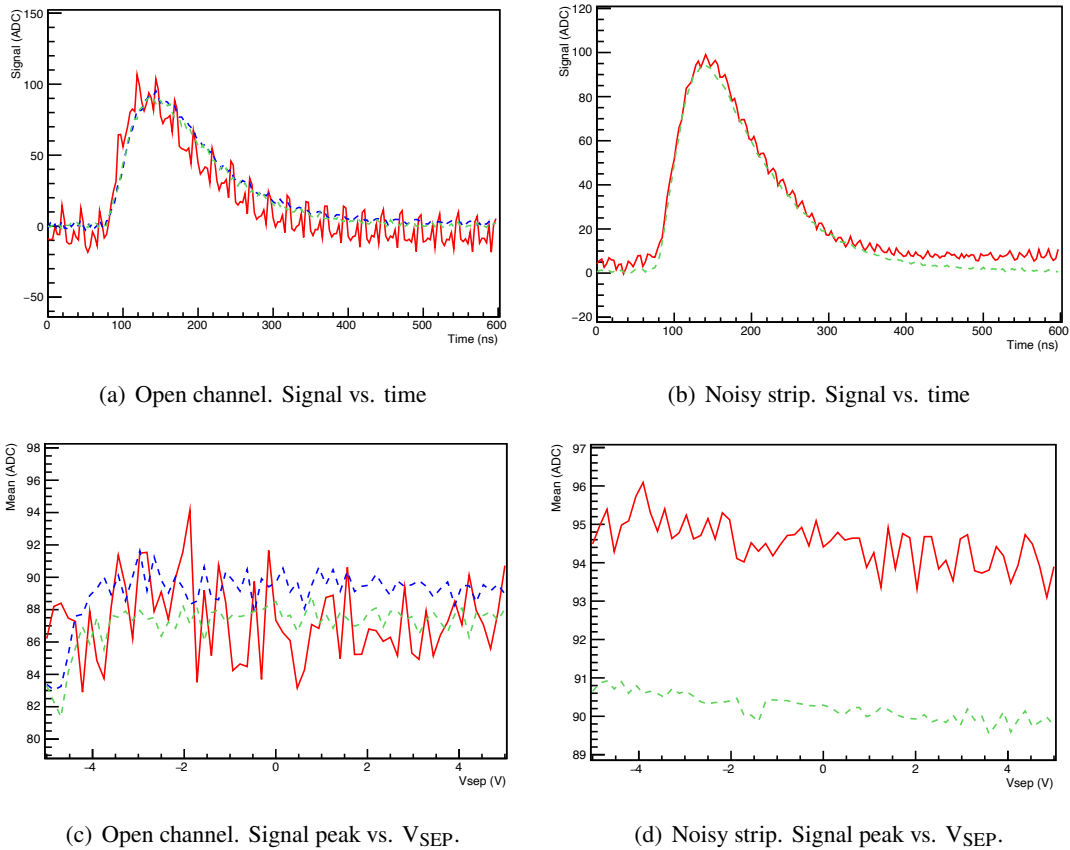 Signal (ADC)
150
100
50
0
−50
0 100 200 300 400 500 600
Time (ns)
(a) Open channel. Signal vs. time
Signal (ADC)
120
100
80
60
40
20
0
−20
0 100 200 300 400 500 600
Time (ns)
(b) Noisy strip. Signal vs. time
Mean (ADC)
98
96
94
92
90
88
86
84
82
80
−4 −2 0 2 4
Vsep (V)
(c) Open channel. Signal peak vs. VSEP.
Mean (ADC)
97
96
95
94
93
92
91
90
89
−4 −2 0 2 4
Vsep (V)
(d) Noisy strip. Signal peak vs. VSEP.